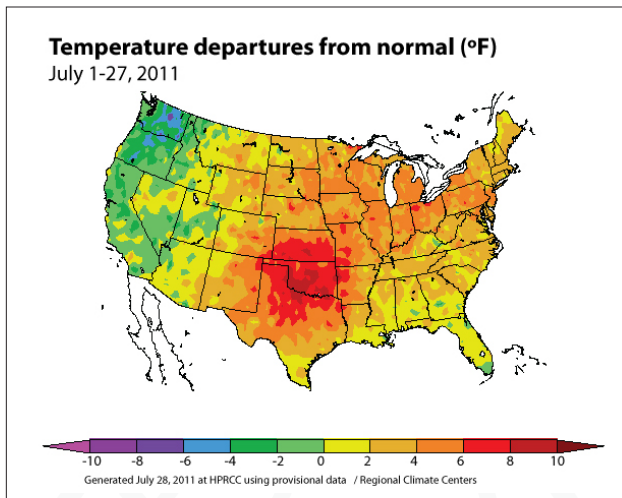 Temperature departures from normal (ºF)
July 1-27, 2011
-10 -8 -6 -4 -2 0 2 4 6 8 10
Generated July 28, 2011 at HPRCC using provisional data / Regional Climate Centers